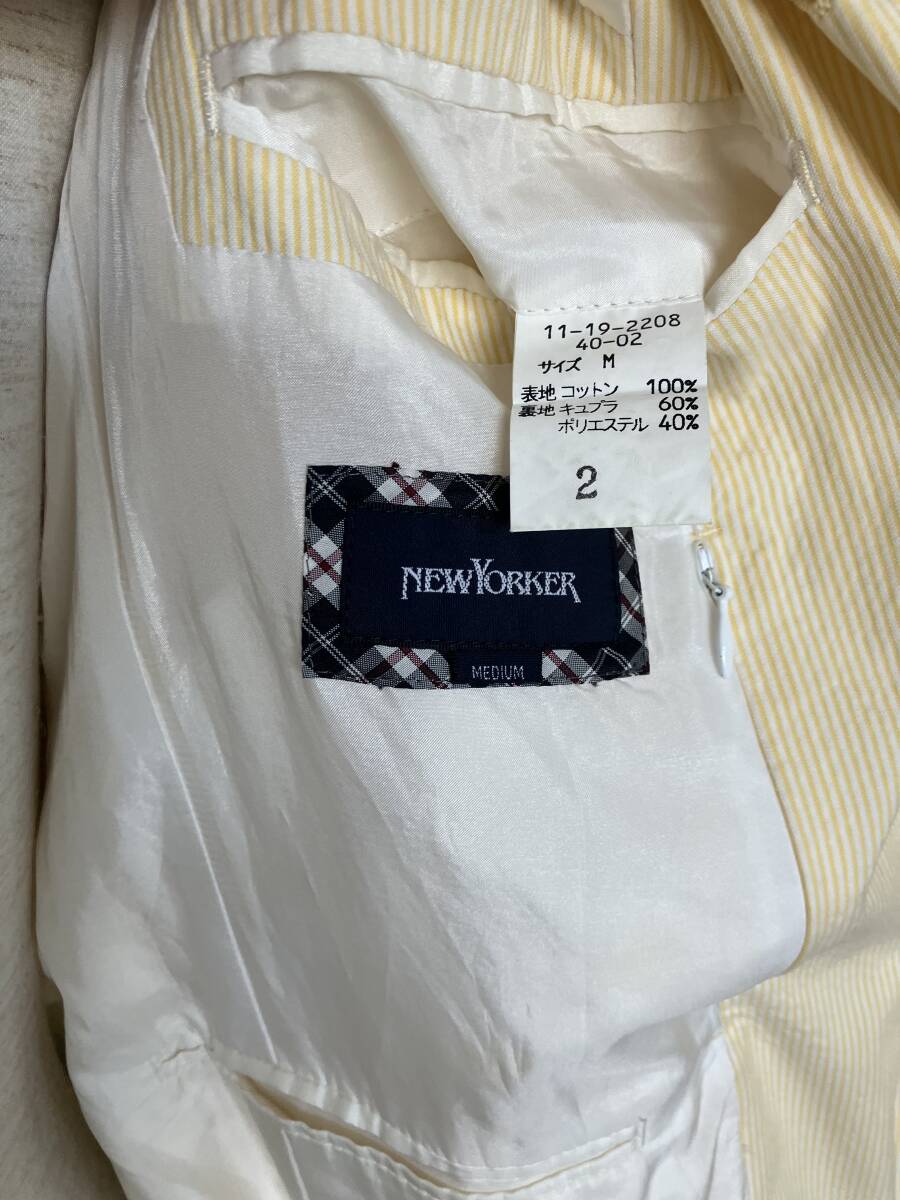 11-19-2208
40-02
サイズ M
表地 コットン 100%
裏地 キュプラ 60%
ポリエステル 40%
2
NEWYORKER
MEDIUM